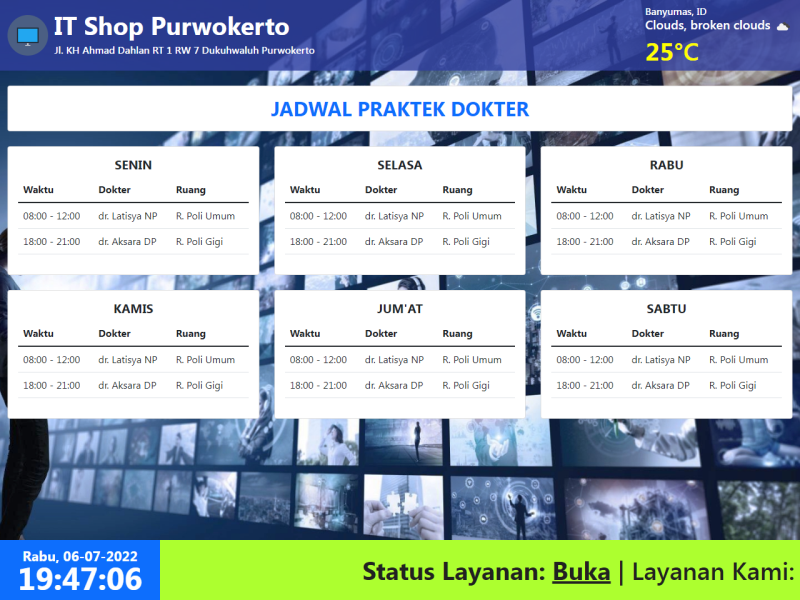 IT Shop Purwokerto
Jl. KH Ahmad Dahlan RT 1 RW 7 Dukuhwaluh Purwokerto
Banyumas, ID
Clouds, broken clouds
25°C
JADWAL PRAKTEK DOKTER
SENIN
Waktu Dokter Ruang
08:00 - 12:00 dr. Latisya NP R. Poli Umum
18:00 - 21:00 dr. Aksara DP R. Poli Gigi
SELASA
Waktu Dokter Ruang
08:00 - 12:00 dr. Latisya NP R. Poli Umum
18:00 - 21:00 dr. Aksara DP R. Poli Gigi
RABU
Waktu Dokter Ruang
08:00 - 12:00 dr. Latisya NP R. Poli Umum
18:00 - 21:00 dr. Aksara DP R. Poli Gigi
KAMIS
Waktu Dokter Ruang
08:00 - 12:00 dr. Latisya NP R. Poli Umum
18:00 - 21:00 dr. Aksara DP R. Poli Gigi
JUM'AT
Waktu Dokter Ruang
08:00 - 12:00 dr. Latisya NP R. Poli Umum
18:00 - 21:00 dr. Aksara DP R. Poli Gigi
SABTU
Waktu Dokter Ruang
08:00 - 12:00 dr. Latisya NP R. Poli Umum
18:00 - 21:00 dr. Aksara DP R. Poli Gigi
Rabu, 06-07-2022
19:47:06
Status Layanan: Buka | Layanan Kami: